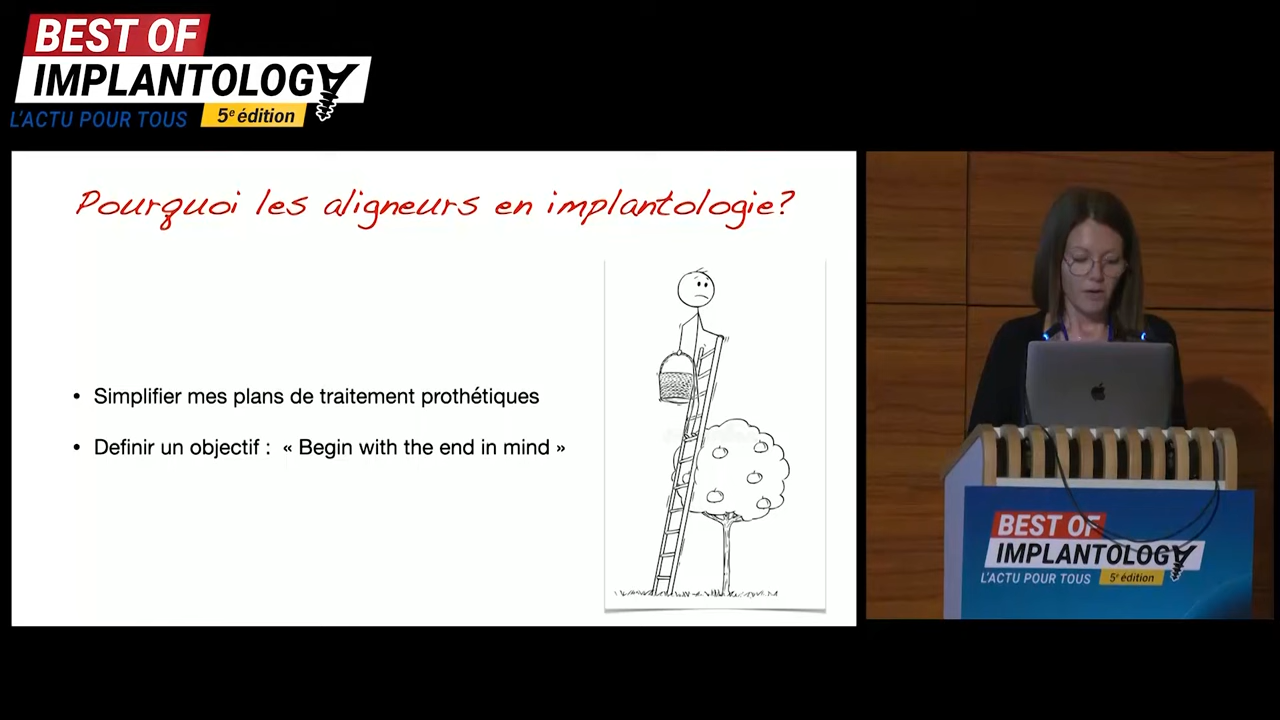 BEST OF
IMPLANTOLOGY
L'ACTU POUR TOUS
5e édition
Pourquoi les aligneurs en implantologie?
• Simplifier mes plans de traitement prothétiques
• Definir un objectif : « Begin with the end in mind »
BEST OF
IMPLANTOLOGY
L'ACTU POUR TOUS
5e édition